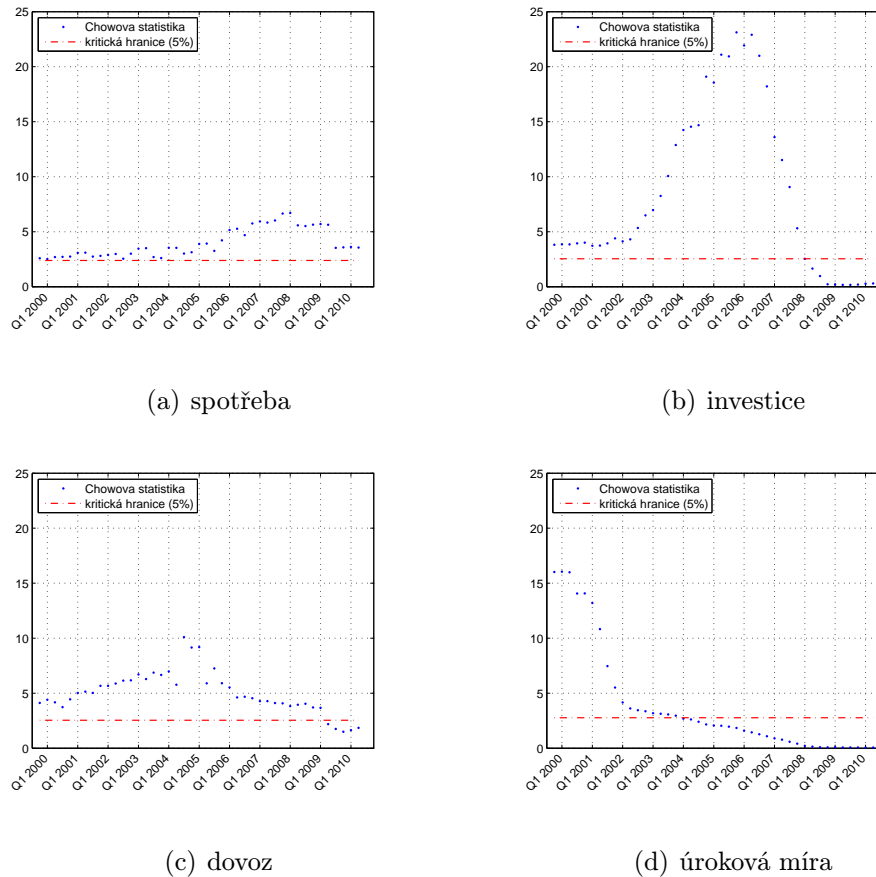 Chowova statistika
kritická hranice (5%)
25
20
15
10
5
0
Q1 2000
Q1 2001
Q1 2002
Q1 2003
Q1 2004
Q1 2005
Q1 2006
Q1 2007
Q1 2008
Q1 2009
Q1 2010
(a) spotřeba
Chowova statistika
kritická hranice (5%)
25
20
15
10
5
0
Q1 2000
Q1 2001
Q1 2002
Q1 2003
Q1 2004
Q1 2005
Q1 2006
Q1 2007
Q1 2008
Q1 2009
Q1 2010
(b) investice
Chowova statistika
kritická hranice (5%)
25
20
15
10
5
0
Q1 2000
Q1 2001
Q1 2002
Q1 2003
Q1 2004
Q1 2005
Q1 2006
Q1 2007
Q1 2008
Q1 2009
Q1 2010
(c) dovoz
Chowova statistika
kritická hranice (5%)
25
20
15
10
5
0
Q1 2000
Q1 2001
Q1 2002
Q1 2003
Q1 2004
Q1 2005
Q1 2006
Q1 2007
Q1 2008
Q1 2009
Q1 2010
(d) úroková míra